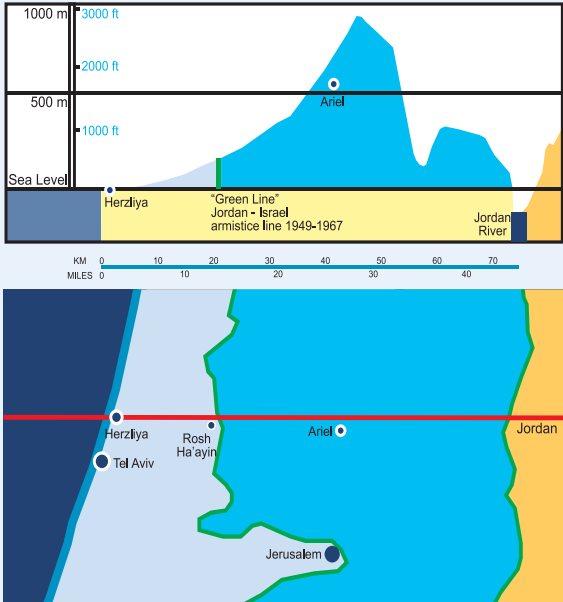 1000 m
3000 ft
2000 ft
500 m
Ariel
1000 ft
Sea Level
Herzliya
“Green Line”
Jordan - Israel
armistice line 1949-1967
Jordan
River
KM 0 10 20 30 40 50 60 70
MILES 0 10 20 30 40
Herzliya
Rosh
Ha'ayin
Ariel
Jordan
Tel Aviv
Jerusalem